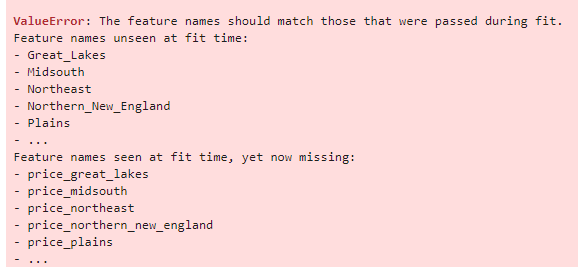 ValueError: The feature names should match those that were passed during fit.
Feature names unseen at fit time:
- Great_Lakes
- Midsouth
- Northeast
- Northern_New_England
- Plains
- ...
Feature names seen at fit time, yet now missing:
- price_great_lakes
- price_midsouth
- price_northeast
- price_northern_new_england
- price_plains
- ...